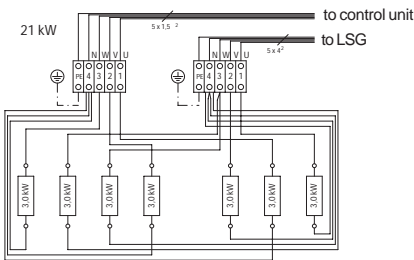 to control unit
5 x 1,5 ²
21 kW
to LSG
5 x 4²
N W V U
N W V U
PE 4 3 2 1
PE 4 3 2 1
3,0 kW
3,0 kW
3,0 kW
3,0 kW
3,0 kW
3,0 kW
3,0 kW